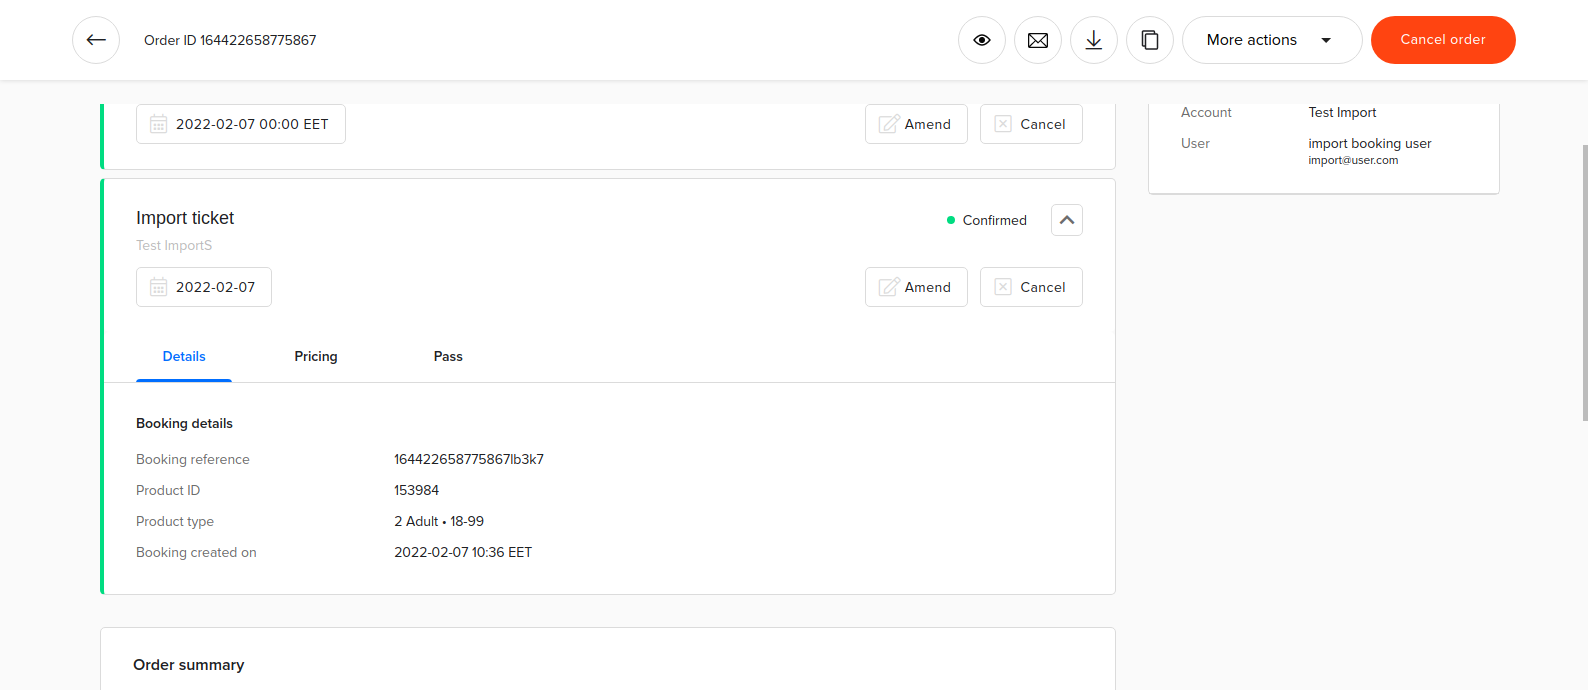 Order ID 164422658775867
More actions
Cancel order
2022-02-07 00:00 EET
Amend
Cancel
Account
Test Import
User
import booking user
import@user.com
Import ticket
Confirmed
Test ImportS
2022-02-07
Amend
Cancel
Details
Pricing
Pass
Booking details
Booking reference
164422658775867lb3k7
Product ID
153984
Product type
2 Adult • 18-99
Booking created on
2022-02-07 10:36 EET
Order summary